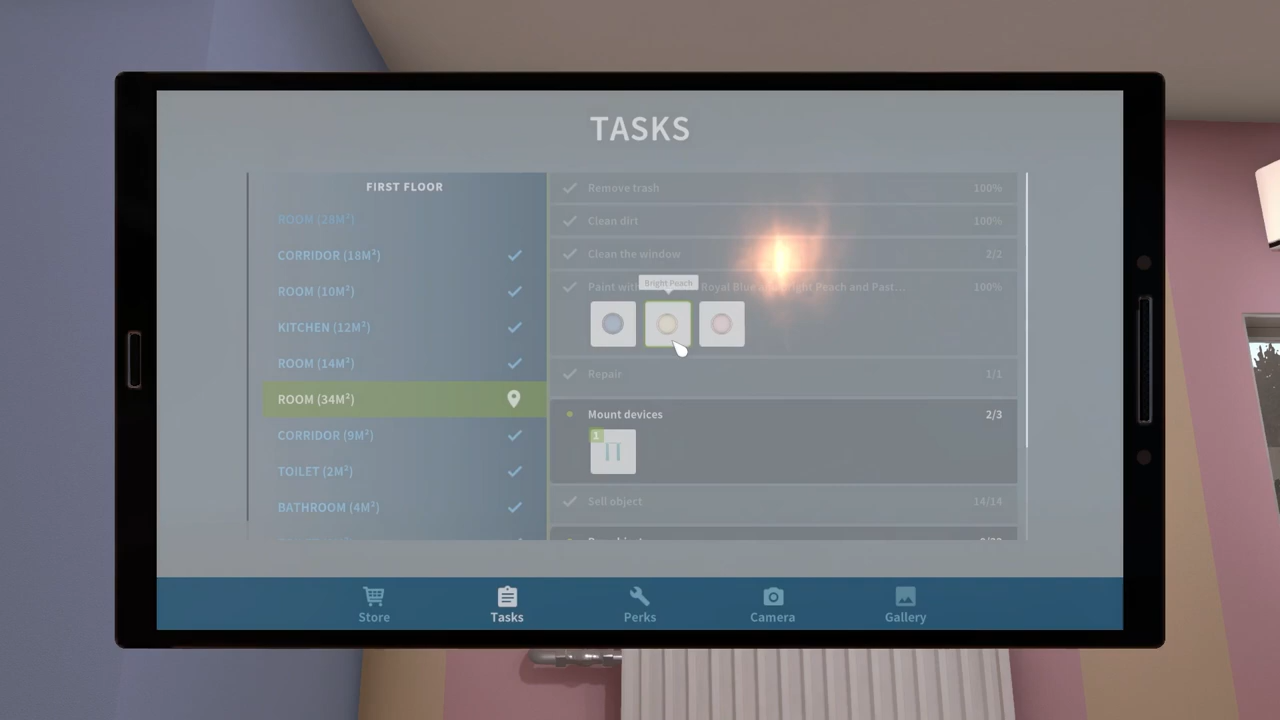 TASKS
FIRST FLOOR
ROOM (28M²)
CORRIDOR (18M²)
ROOM (10M²)
KITCHEN (12M²)
ROOM (14M²)
ROOM (34M²)
CORRIDOR (9M²)
TOILET (2M²)
BATHROOM (4M²)
Remove trash 100%
Clean dirt 100%
Clean the window 2/2
Bright Peach
Paint with Royal Blue Bright Peach and Past... 100%
Repair 1/1
Mount devices 2/3
1
Sell object 14/14
Store
Tasks
Perks
Camera
Gallery